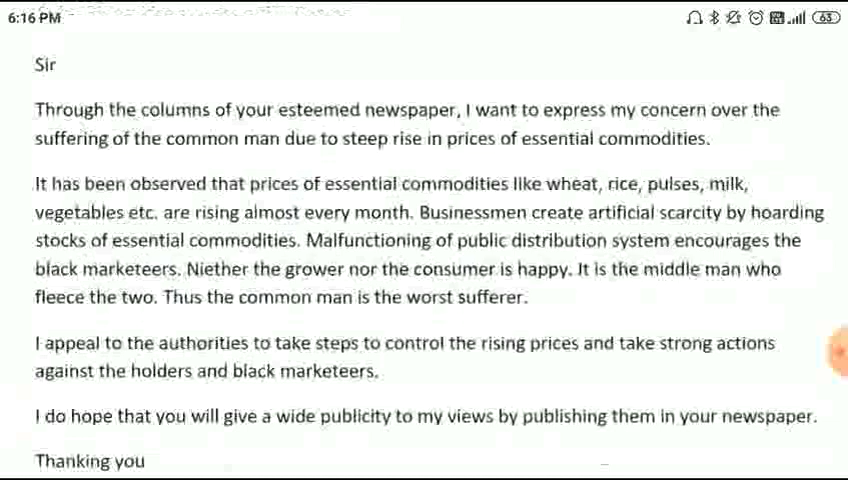 6:16 PM
63
Sir
Through the columns of your esteemed newspaper, I want to express my concern over the
suffering of the common man due to steep rise in prices of essential commodities.
It has been observed that prices of essential commodities like wheat, rice, pulses, milk,
vegetables etc. are rising almost every month. Businessmen create artificial scarcity by hoarding
stocks of essential commodities. Malfunctioning of public distribution system encourages the
black marketeers. Niether the grower nor the consumer is happy. It is the middle man who
fleece the two. Thus the common man is the worst sufferer.
I appeal to the authorities to take steps to control the rising prices and take strong actions
against the holders and black marketeers.
I do hope that you will give a wide publicity to my views by publishing them in your newspaper.
Thanking you